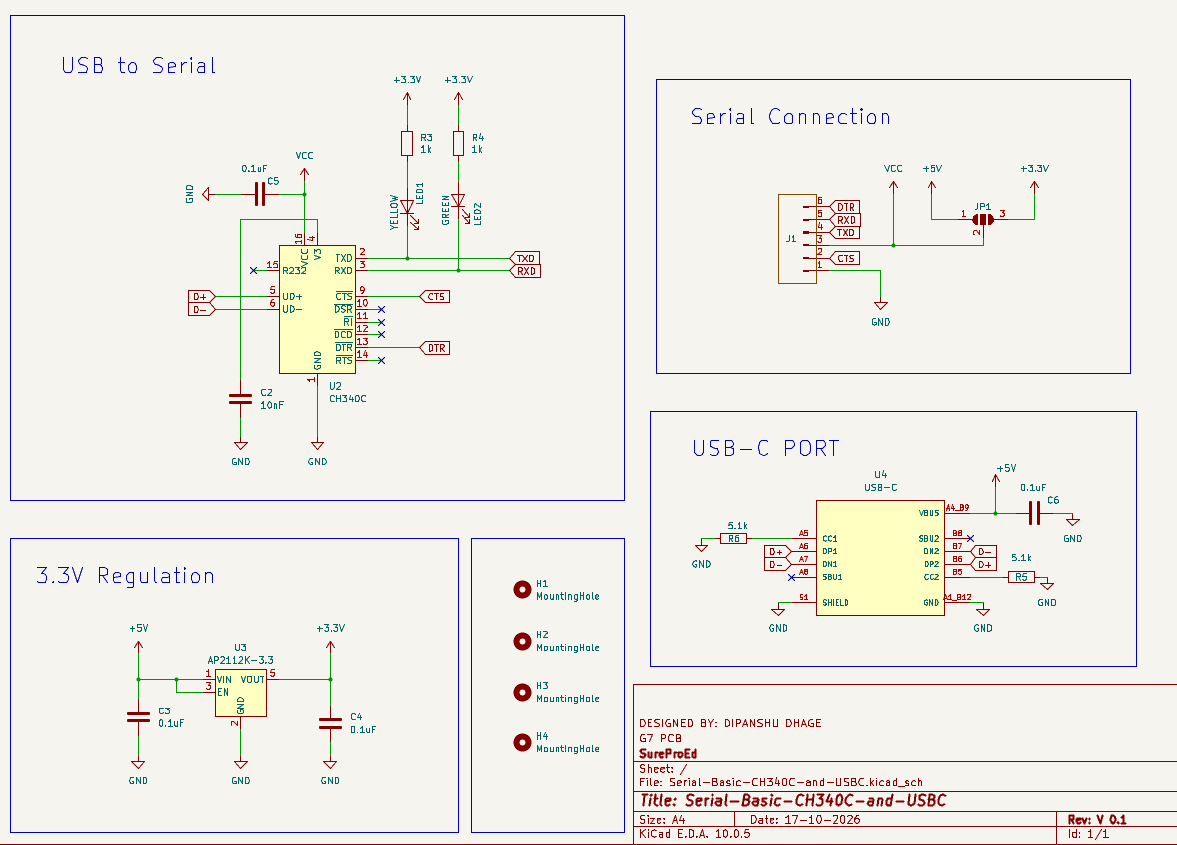 USB to Serial
+3.3V
+3.3V
R3
1k
R4
1k
VCC
0.1uF
C5
GND
YELLOW
LED1
GREEN
LED2
16
4
VCC
V3
15
R232
TXD
2
TXD
RXD
3
RXD
D+
5
UD+
D-
6
UD-
CTS
9
CTS
DSR
10
RI
11
DCD
12
DTR
13
DTR
RTS
14
GND
1
U2
CH340C
C2
10nF
GND
GND
Serial Connection
VCC
+5V
+3.3V
JP1
1
3
2
J1
6
DTR
5
RXD
4
TXD
3
2
CTS
1
GND
USB-C PORT
U4
USB-C
+5V
0.1uF
C6
GND
VBUS
A4_B9
5.1k
R6
GND
A5
CC1
D+
A6
DP1
D-
A7
DN1
A8
SBU1
S1
SHIELD
GND
SBU2
B8
DN2
B7
D-
DP2
B6
D+
CC2
B5
5.1k
R5
GND
GND
A1_B12
GND
3.3V Regulation
+5V
+3.3V
U3
AP2112K-3.3
1
VIN
VOUT
5
3
EN
GND
2
C3
0.1uF
C4
0.1uF
GND
GND
GND
H1
MountingHole
H2
MountingHole
H3
MountingHole
H4
MountingHole
DESIGNED BY: DIPANSHU DHAGE
G7 PCB
SureProEd
Sheet: /
File: Serial-Basic-CH340C-and-USBC.kicad_sch
Title: Serial-Basic-CH340C-and-USBC
Size: A4
Date: 17-10-2026
Rev: V 0.1
KiCad E.D.A. 10.0.5
Id: 1/1